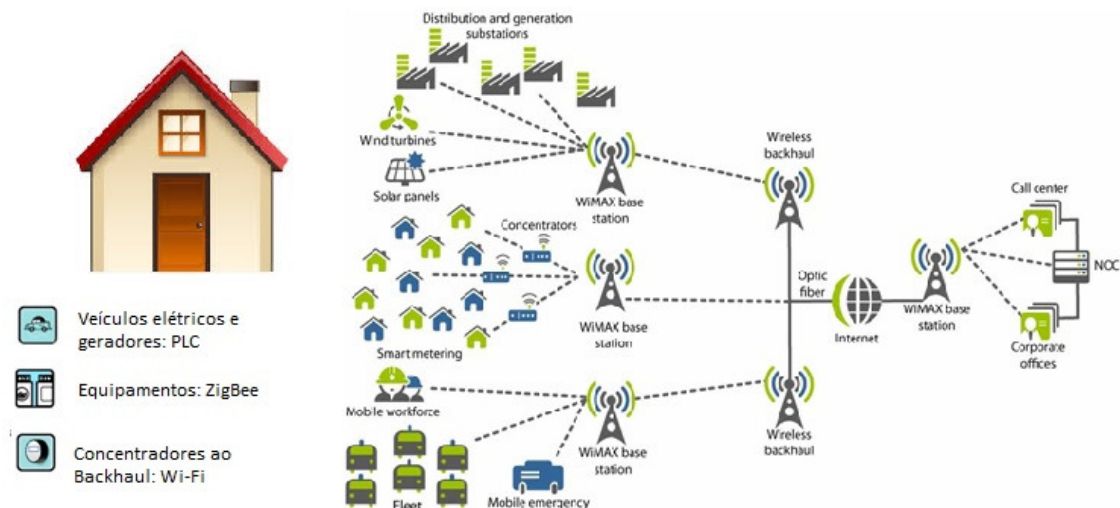 Veículos elétricos e
geradores: PLC
Equipamentos: ZigBee
Concentradores ao
Backhaul: Wi-Fi
Distribution and generation
substations
Wind turbines
Solar panels
WiMAX base
station
Wireless
backhaul
Concentrators
Smart metering
WiMAX base
station
Optic
fiber
Internet
WiMAX base
station
Call center
NOC
Corporate
offices
Mobile workforce
Fleet
Mobile emergency
WiMAX base
station
Wireless
backhaul